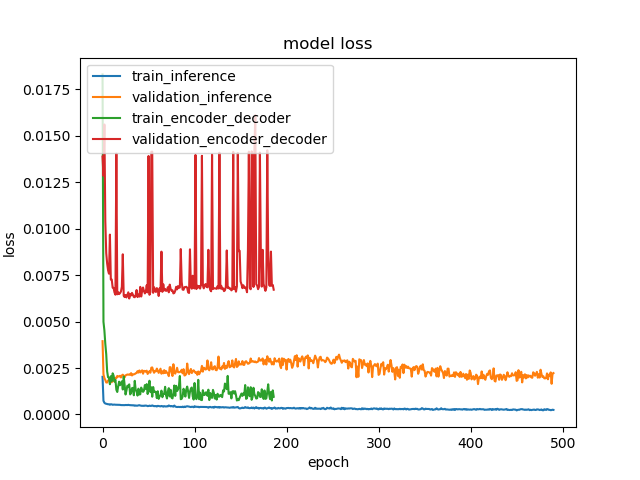 model loss
train_inference
validation_inference
train_encoder_decoder
validation_encoder_decoder
0.0175
0.0150
0.0125
0.0100
0.0075
0.0050
0.0025
0.0000
loss
0 100 200 300 400 500
epoch